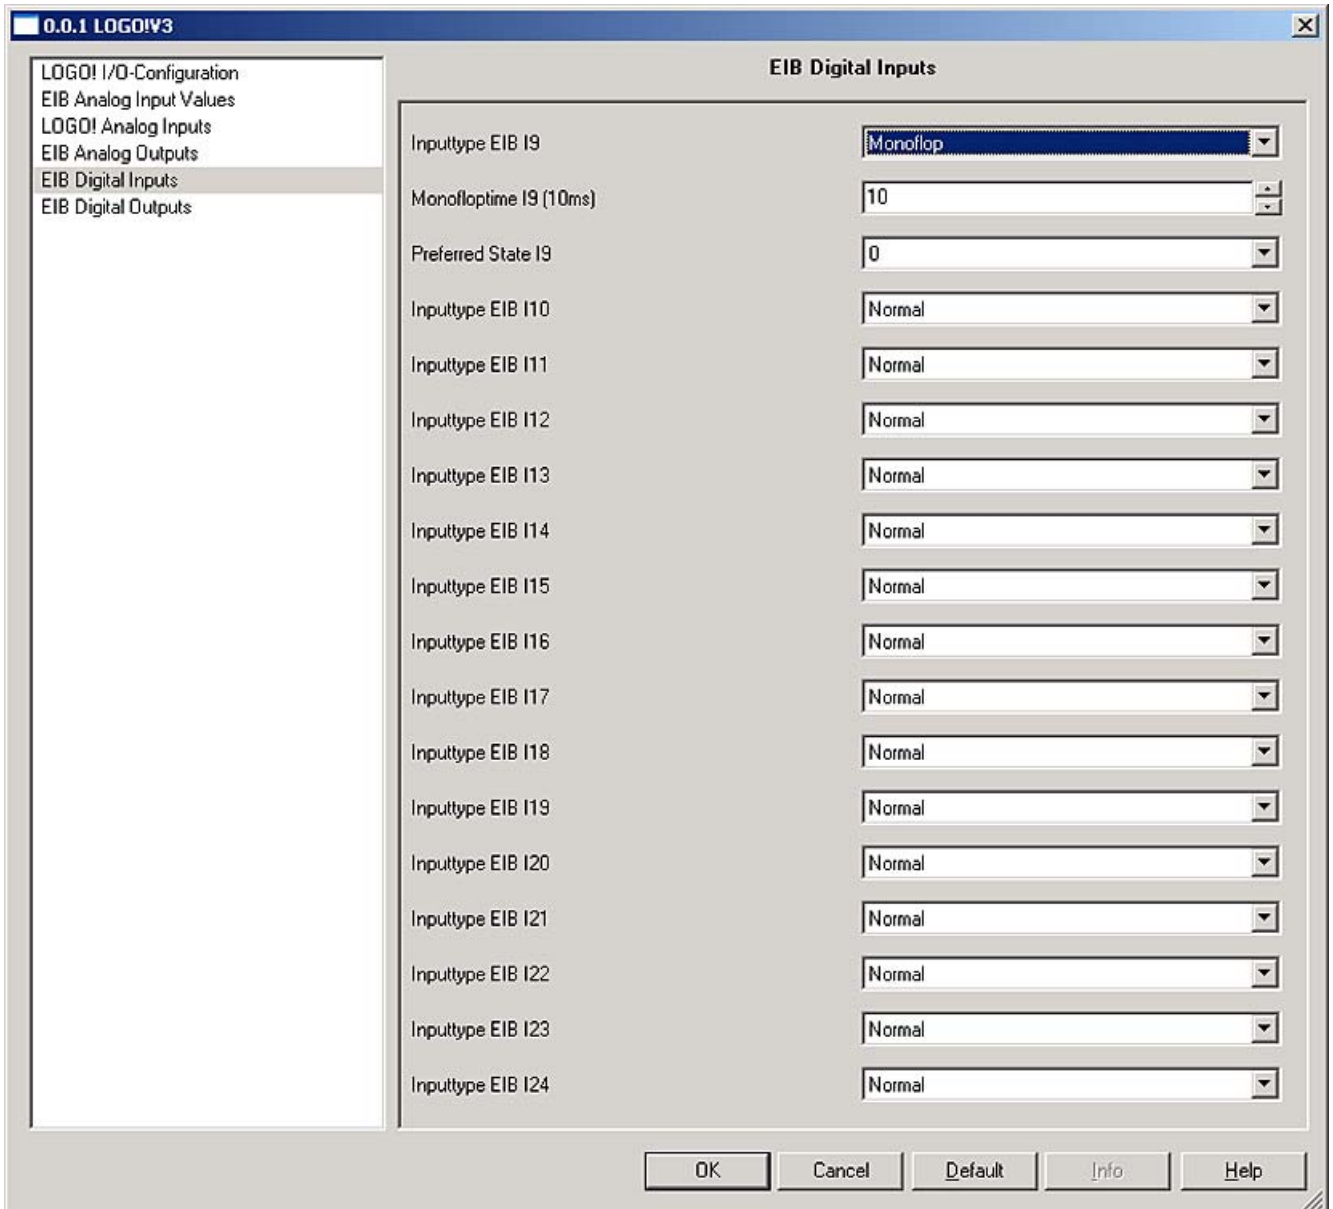 0.0.1 LOGO!V3
LOGO! I/O-Configuration
EIB Analog Input Values
LOGO! Analog Inputs
EIB Analog Outputs
EIB Digital Inputs
EIB Digital Outputs
EIB Digital Inputs
Inputtype EIB I9 Monoflop
Monofloptime I9 (10ms) 10
Preferred State I9 0
Inputtype EIB I10 Normal
Inputtype EIB I11 Normal
Inputtype EIB I12 Normal
Inputtype EIB I13 Normal
Inputtype EIB I14 Normal
Inputtype EIB I15 Normal
Inputtype EIB I16 Normal
Inputtype EIB I17 Normal
Inputtype EIB I18 Normal
Inputtype EIB I19 Normal
Inputtype EIB I20 Normal
Inputtype EIB I21 Normal
Inputtype EIB I22 Normal
Inputtype EIB I23 Normal
Inputtype EIB I24 Normal
OK Cancel Default Info Help